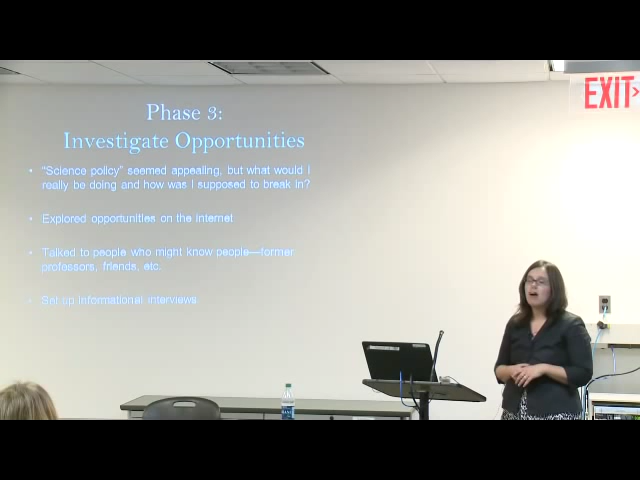 Phase 3:
Investigate Opportunities
• "Science policy" seemed appealing, but what would I
really be doing and how was I supposed to break in?
• Explored opportunities on the internet
• Talked to people who might know people—former
professors, friends, etc.
• Set up informational interviews
EXIT